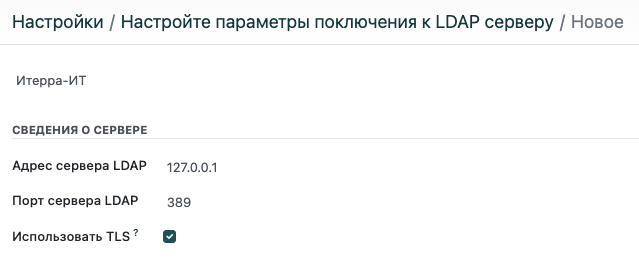 Настройки / Настройте параметры поключения к LDAP серверу / Новое
Итерра-ИТ
СВЕДЕНИЯ О СЕРВЕРЕ
Адрес сервера LDAP 127.0.0.1
Порт сервера LDAP 389
Использовать TLS ?